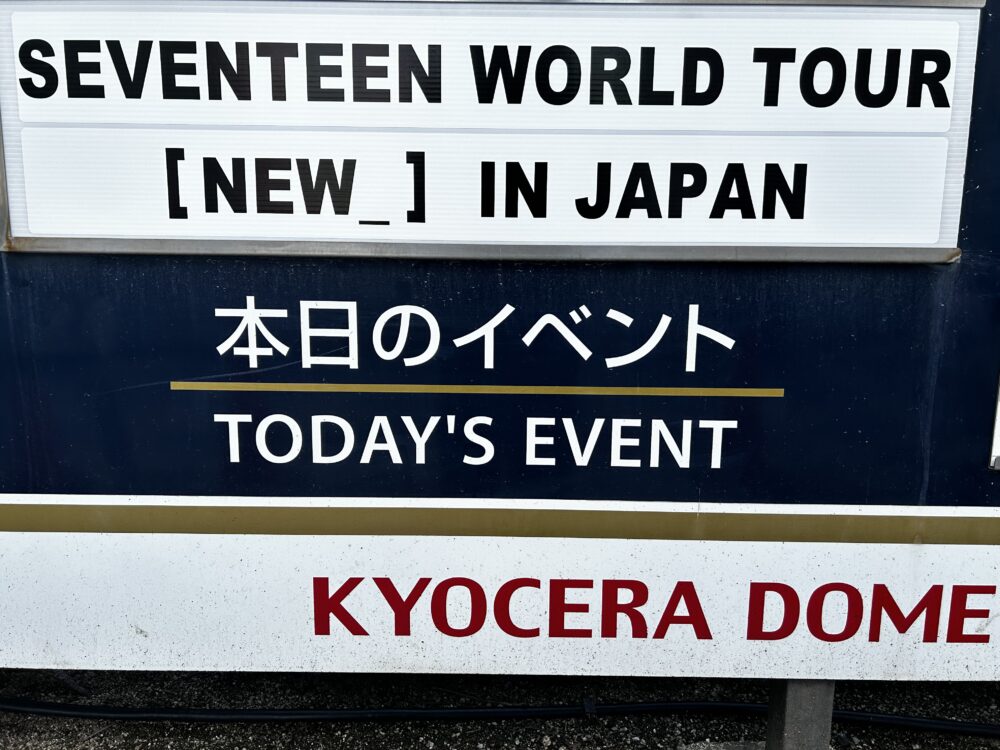 SEVENTEEN WORLD TOUR
[NEW_] IN JAPAN
本日のイベント
TODAY'S EVENT
KYOCERA DOME